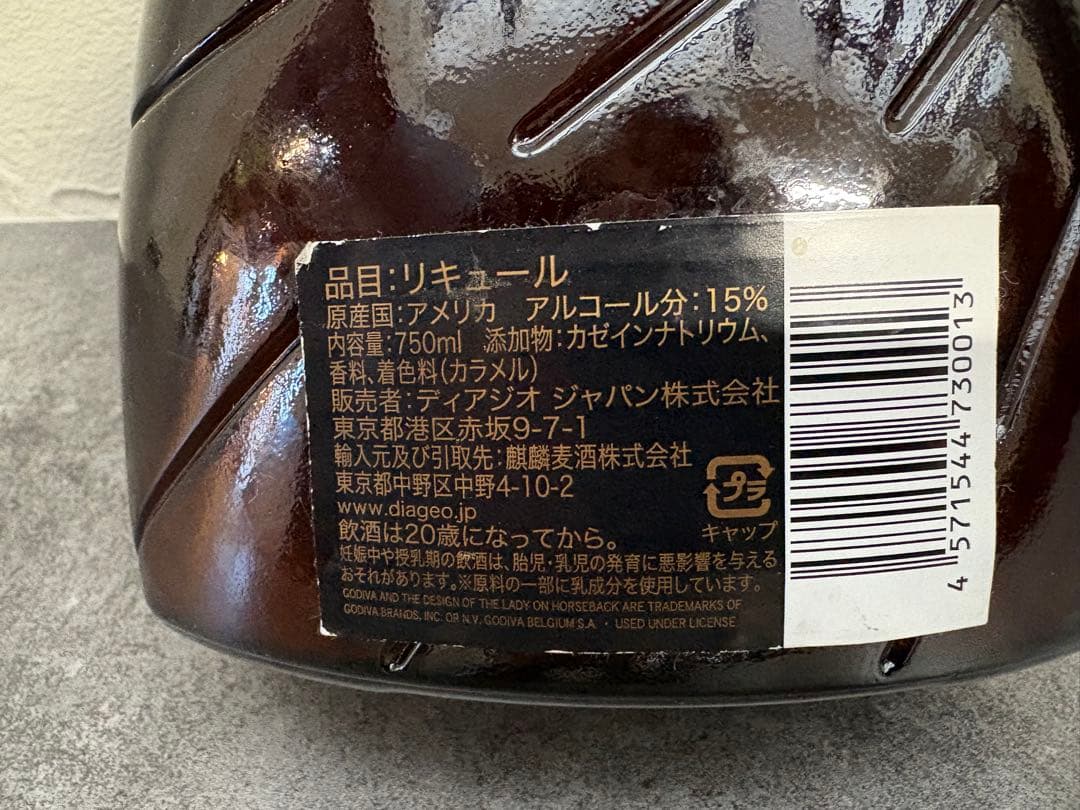 品目:リキュール
原産国:アメリカ　アルコール分:15%
内容量:750ml　添加物:カゼインナトリウム、
香料、着色料(カラメル)
販売者:ディアジオ ジャパン株式会社
東京都港区赤坂9-7-1
輸入元及び引取先:麒麟麦酒株式会社
東京都中野区中野4-10-2
www.diageo.jp
飲酒は20歳になってから。
妊娠中や授乳期の飲酒は、胎児・乳児の発育に悪影響を与える
おそれがあります。※原料の一部に乳成分を使用しています。
GODIVA AND THE DESIGN OF THE LADY ON HORSEBACK ARE TRADEMARKS OF
GODIVA BRANDS, INC. OR N.V. GODIVA BELGIUM S.A. ・ USED UNDER LICENSE
プラ
キャップ
4 571544 730013